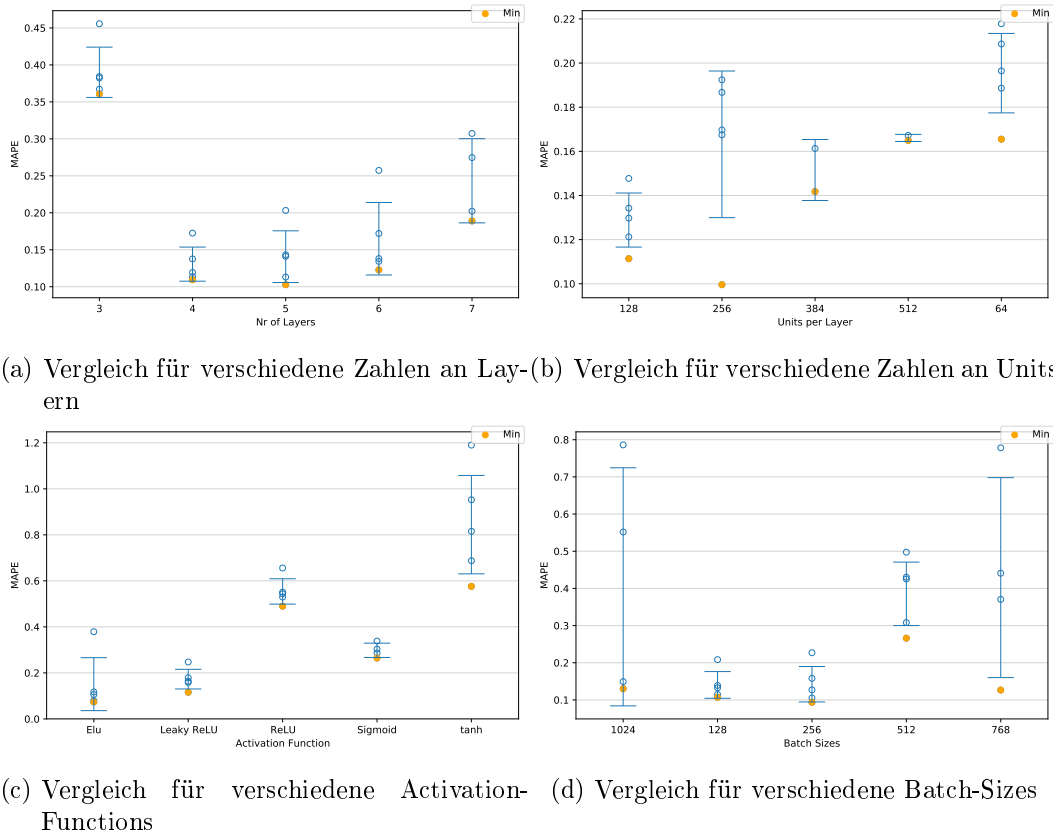 Min
0.45
0.40
0.35
0.30
0.25
0.20
0.15
0.10
MAPE
3 4 5 6 7
Nr of Layers
Min
0.22
0.20
0.18
0.16
0.14
0.12
0.10
MAPE
128 256 384 512 64
Units per Layer
(a) Vergleich für verschiedene Zahlen an Lay-
ern
(b) Vergleich für verschiedene Zahlen an Units
Min
1.2
1.0
0.8
0.6
0.4
0.2
0.0
MAPE
Elu Leaky ReLU ReLU Sigmoid tanh
Activation Function
Min
0.8
0.7
0.6
0.5
0.4
0.3
0.2
0.1
MAPE
1024 128 256 512 768
Batch Sizes
(c) Vergleich für verschiedene Activation-
Functions
(d) Vergleich für verschiedene Batch-Sizes